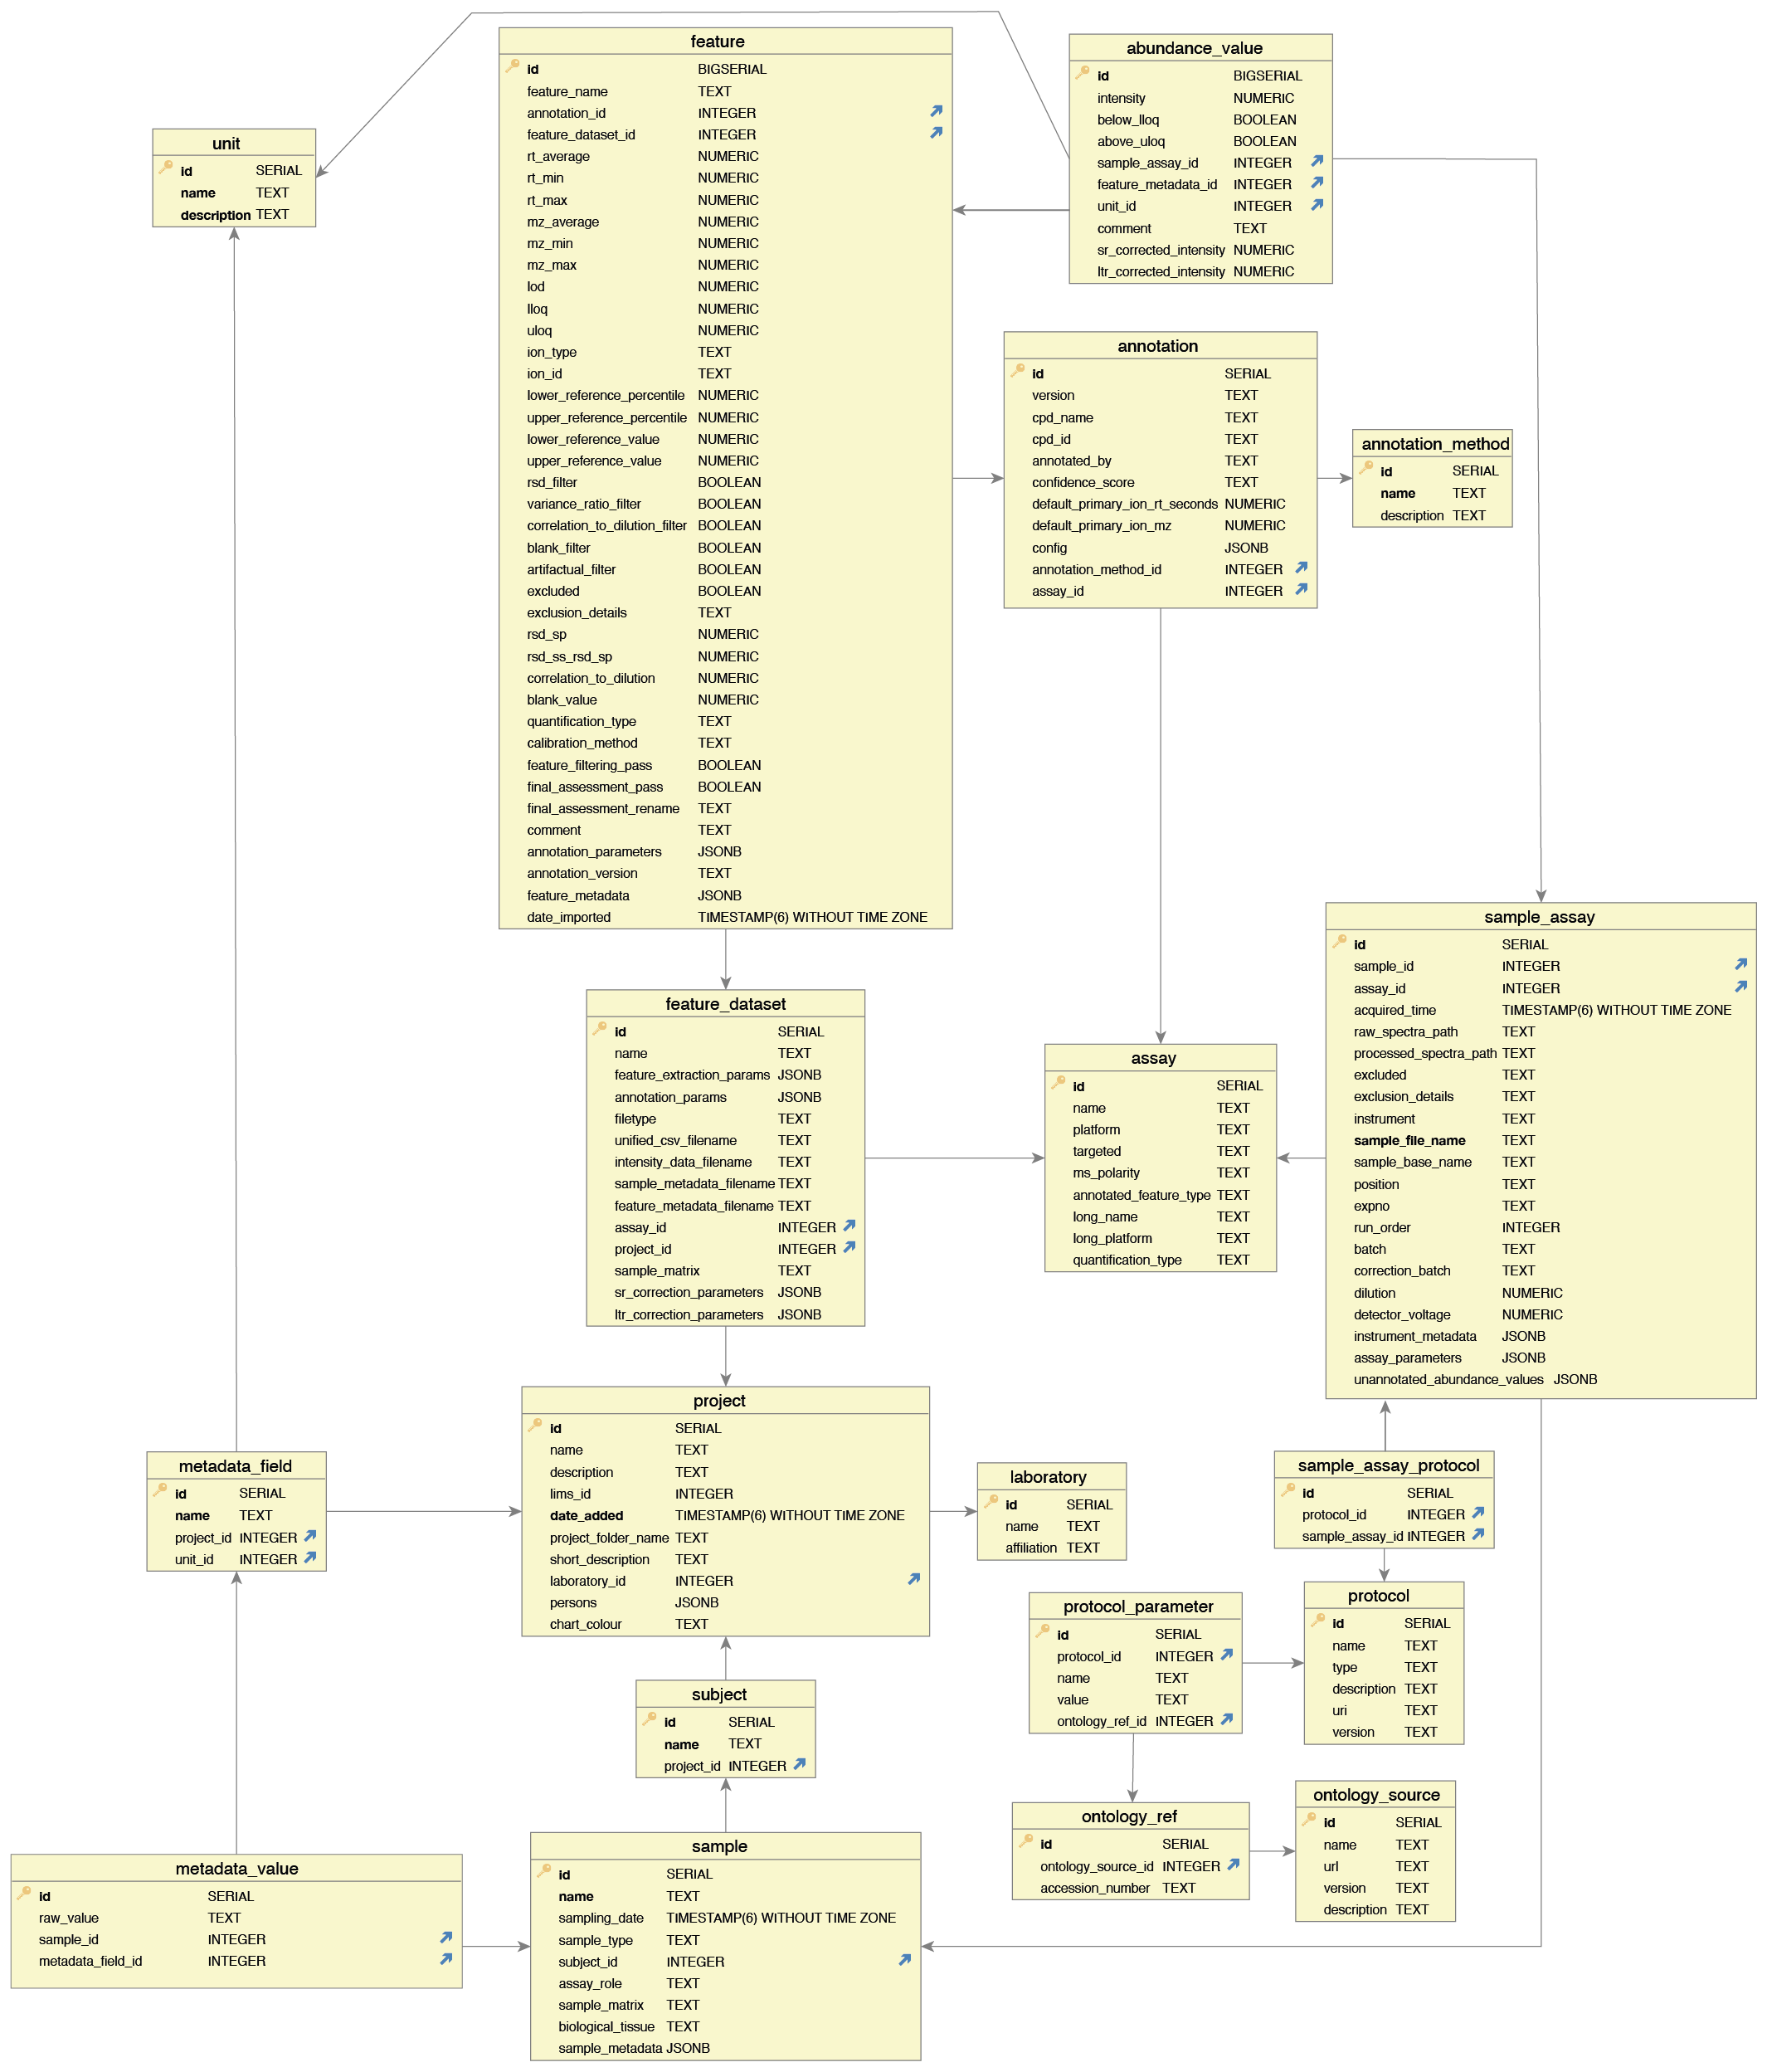 feature
id BIGSERIAL
feature_name TEXT
annotation_id INTEGER
feature_dataset_id INTEGER
rt_average NUMERIC
rt_min NUMERIC
rt_max NUMERIC
mz_average NUMERIC
mz_min NUMERIC
mz_max NUMERIC
lod NUMERIC
lloq NUMERIC
uloq NUMERIC
ion_type TEXT
ion_id TEXT
lower_reference_percentile NUMERIC
upper_reference_percentile NUMERIC
lower_reference_value NUMERIC
upper_reference_value NUMERIC
rsd_filter BOOLEAN
variance_ratio_filter BOOLEAN
correlation_to_dilution_filter BOOLEAN
blank_filter BOOLEAN
artifactual_filter BOOLEAN
excluded BOOLEAN
exclusion_details TEXT
rsd_sp NUMERIC
rsd_ss_rsd_sp NUMERIC
correlation_to_dilution NUMERIC
blank_value NUMERIC
quantification_type TEXT
calibration_method TEXT
feature_filtering_pass BOOLEAN
final_assessment_pass BOOLEAN
final_assessment_rename TEXT
comment TEXT
annotation_parameters JSONB
annotation_version TEXT
feature_metadata JSONB
date_imported TIMESTAMP(6) WITHOUT TIME ZONE
abundance_value
id BIGSERIAL
intensity NUMERIC
below_lloq BOOLEAN
above_uloq BOOLEAN
sample_assay_id INTEGER
feature_metadata_id INTEGER
unit_id INTEGER
comment TEXT
sr_corrected_intensity NUMERIC
ltr_corrected_intensity NUMERIC
unit
id SERIAL
name TEXT
description TEXT
annotation
id SERIAL
version TEXT
cpd_name TEXT
cpd_id TEXT
annotated_by TEXT
confidence_score TEXT
default_primary_ion_rt_seconds NUMERIC
default_primary_ion_mz NUMERIC
config JSONB
annotation_method_id INTEGER
assay_id INTEGER
annotation_method
id SERIAL
name TEXT
description TEXT
sample_assay
id SERIAL
sample_id INTEGER
assay_id INTEGER
acquired_time TIMESTAMP(6) WITHOUT TIME ZONE
raw_spectra_path TEXT
processed_spectra_path TEXT
excluded TEXT
exclusion_details TEXT
instrument TEXT
sample_file_name TEXT
sample_base_name TEXT
position TEXT
expno TEXT
run_order INTEGER
batch TEXT
correction_batch TEXT
dilution NUMERIC
detector_voltage NUMERIC
instrument_metadata JSONB
assay_parameters JSONB
unannotated_abundance_values JSONB
feature_dataset
id SERIAL
name TEXT
feature_extraction_params JSONB
annotation_params JSONB
filetype TEXT
unified_csv_filename TEXT
intensity_data_filename TEXT
sample_metadata_filename TEXT
feature_metadata_filename TEXT
assay_id INTEGER
project_id INTEGER
sample_matrix TEXT
sr_correction_parameters JSONB
ltr_correction_parameters JSONB
assay
id SERIAL
name TEXT
platform TEXT
targeted TEXT
ms_polarity TEXT
annotated_feature_type TEXT
long_name TEXT
long_platform TEXT
quantification_type TEXT
project
id SERIAL
name TEXT
description TEXT
lims_id INTEGER
date_added TIMESTAMP(6) WITHOUT TIME ZONE
project_folder_name TEXT
short_description TEXT
laboratory_id INTEGER
persons JSONB
chart_colour TEXT
metadata_field
id SERIAL
name TEXT
project_id INTEGER
unit_id INTEGER
laboratory
id SERIAL
name TEXT
affiliation TEXT
sample_assay_protocol
id SERIAL
protocol_id INTEGER
sample_assay_id INTEGER
protocol_parameter
id SERIAL
protocol_id INTEGER
name TEXT
value TEXT
ontology_ref_id INTEGER
protocol
id SERIAL
name TEXT
type TEXT
description TEXT
uri TEXT
version TEXT
subject
id SERIAL
name TEXT
project_id INTEGER
ontology_ref
id SERIAL
ontology_source_id INTEGER
accession_number TEXT
ontology_source
id SERIAL
name TEXT
url TEXT
version TEXT
description TEXT
metadata_value
id SERIAL
raw_value TEXT
sample_id INTEGER
metadata_field_id INTEGER
sample
id SERIAL
name TEXT
sampling_date TIMESTAMP(6) WITHOUT TIME ZONE
sample_type TEXT
subject_id INTEGER
assay_role TEXT
sample_matrix TEXT
biological_tissue TEXT
sample_metadata JSONB